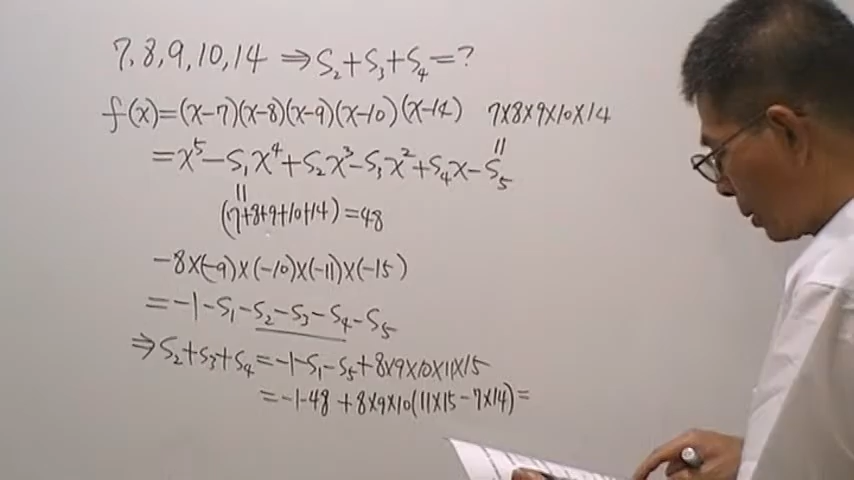 7,8,9,10,14 ⇒ S₂+S₃+S₄=?
f(x)=(x-7)(x-8)(x-9)(x-10)(x-14) 7×8×9×10×14
=x⁵-S₁x⁴+S₂x³-S₃x²+S₄x-S₅
(7+8+9+10+14)=48
-8×(-9)×(-10)×(-11)×(-15)
=-1-S₁-S₂-S₃-S₄-S₅
⇒S₂+S₃+S₄=-1-S₁-S₅+8×9×10×11×15
=-1-48+8×9×10(11×15-7×14)=